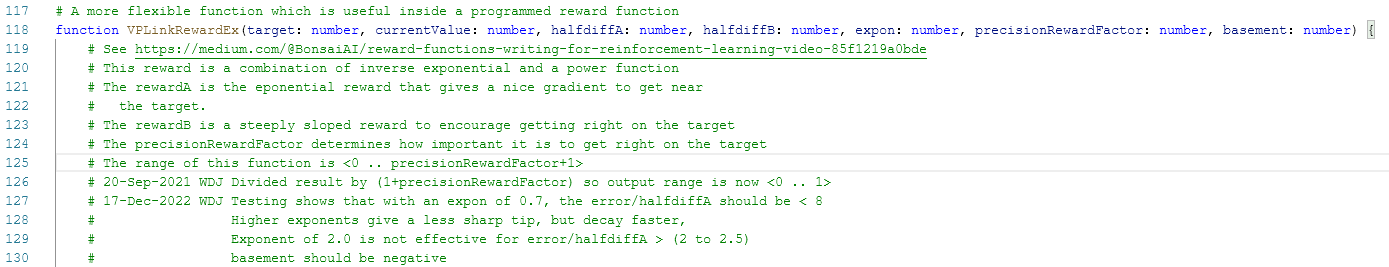 117 # A more flexible function which is useful inside a programmed reward function
118 function VPLinkRewardEx(target: number, currentValue: number, halfdiffA: number, halfdiffB: number, expon: number, precisionRewardFactor: number, basement: number) {
119 # See https://medium.com/@BonsaiAI/reward-functions-writing-for-reinforcement-learning-video-85f1219a0bde
120 # This reward is a combination of inverse exponential and a power function
121 # The rewardA is the eponential reward that gives a nice gradient to get near
122 # the target.
123 # The rewardB is a steeply sloped reward to encourage getting right on the target
124 # The precisionRewardFactor determines how important it is to get right on the target
125 # The range of this function is <0 .. precisionRewardFactor+1>
126 # 20-Sep-2021 WDJ Divided result by (1+precisionRewardFactor) so output range is now <0 .. 1>
127 # 17-Dec-2022 WDJ Testing shows that with an expon of 0.7, the error/halfdiffA should be < 8
128 # Higher exponents give a less sharp tip, but decay faster,
129 # Exponent of 2.0 is not effective for error/halfdiffA > (2 to 2.5)
130 # basement should be negative